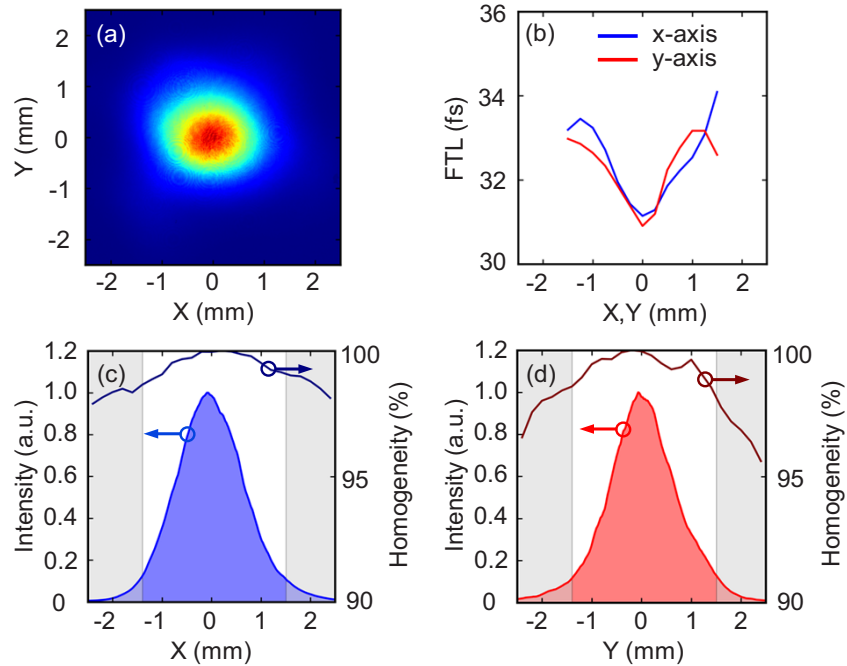 (a)
Y (mm)
2
1
0
-1
-2
-2 -1 0 1 2
X (mm)
(b)
x-axis
y-axis
FTL (fs)
36
34
32
30
-2 -1 0 1 2
X,Y (mm)
(c)
Intensity (a.u.)
1.2
1.0
0.8
0.6
0.4
0.2
0
100
95
90
Homogeneity (%)
-2 -1 0 1 2
X (mm)
(d)
Intensity (a.u.)
1.2
1.0
0.8
0.6
0.4
0.2
0
100
95
90
Homogeneity (%)
-2 -1 0 1 2
Y (mm)